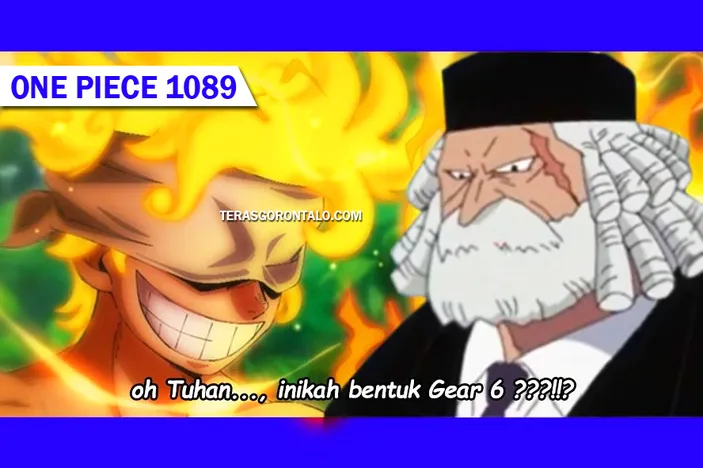 ONE PIECE 1089
TERASGORONTALO.COM
oh Tuhan..., inikah bentuk Gear 6 ???!!?